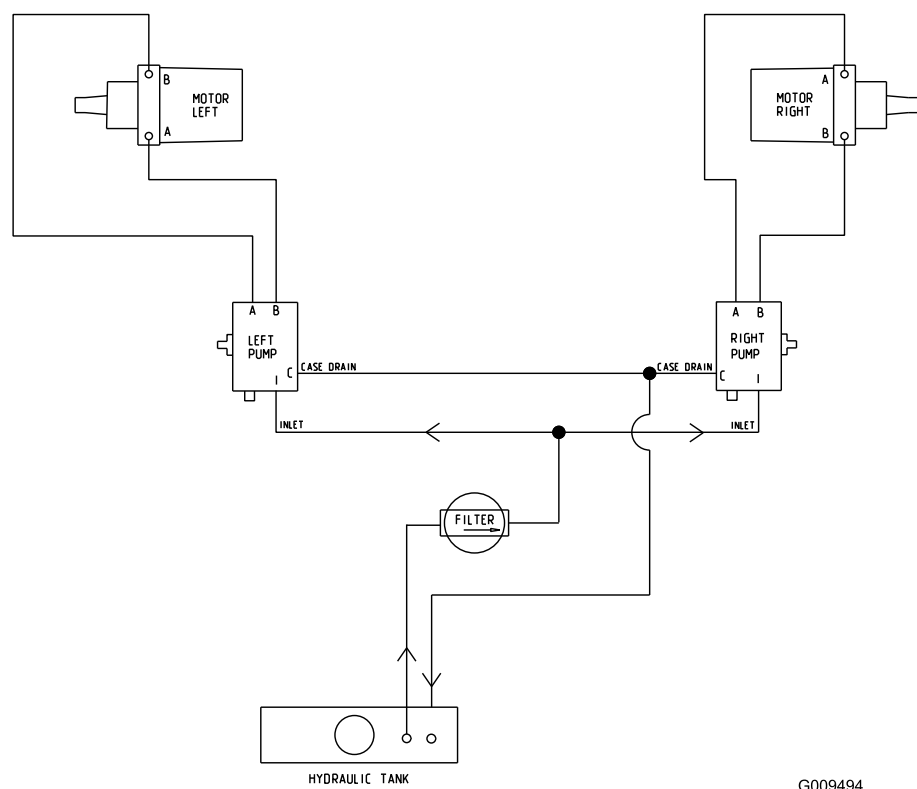 B
MOTOR
LEFT
A
A
MOTOR
RIGHT
B
A B
LEFT
PUMP
C
I
CASE DRAIN
INLET
A B
RIGHT
PUMP
CASE DRAIN
C
I
INLET
FILTER
HYDRAULIC TANK
G009494